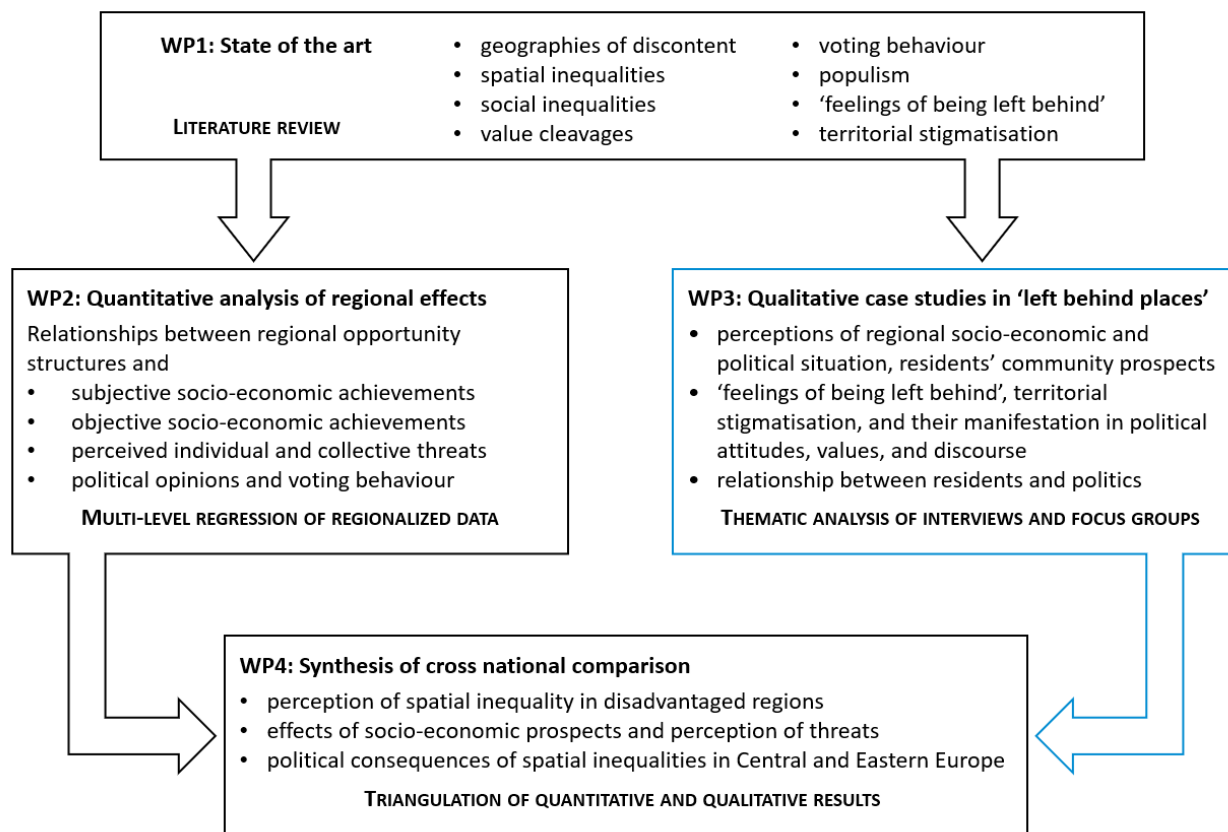 WP1: State of the art
LITERATURE REVIEW
• geographies of discontent
• spatial inequalities
• social inequalities
• value cleavages
• voting behaviour
• populism
• ‘feelings of being left behind’
• territorial stigmatisation
WP2: Quantitative analysis of regional effects
Relationships between regional opportunity
structures and
• subjective socio-economic achievements
• objective socio-economic achievements
• perceived individual and collective threats
• political opinions and voting behaviour
MULTI-LEVEL REGRESSION OF REGIONALIZED DATA
WP3: Qualitative case studies in ‘left behind places’
• perceptions of regional socio-economic and
political situation, residents’ community prospects
• ‘feelings of being left behind’, territorial
stigmatisation, and their manifestation in political
attitudes, values, and discourse
• relationship between residents and politics
THEMATIC ANALYSIS OF INTERVIEWS AND FOCUS GROUPS
WP4: Synthesis of cross national comparison
• perception of spatial inequality in disadvantaged regions
• effects of socio-economic prospects and perception of threats
• political consequences of spatial inequalities in Central and Eastern Europe
TRIANGULATION OF QUANTITATIVE AND QUALITATIVE RESULTS